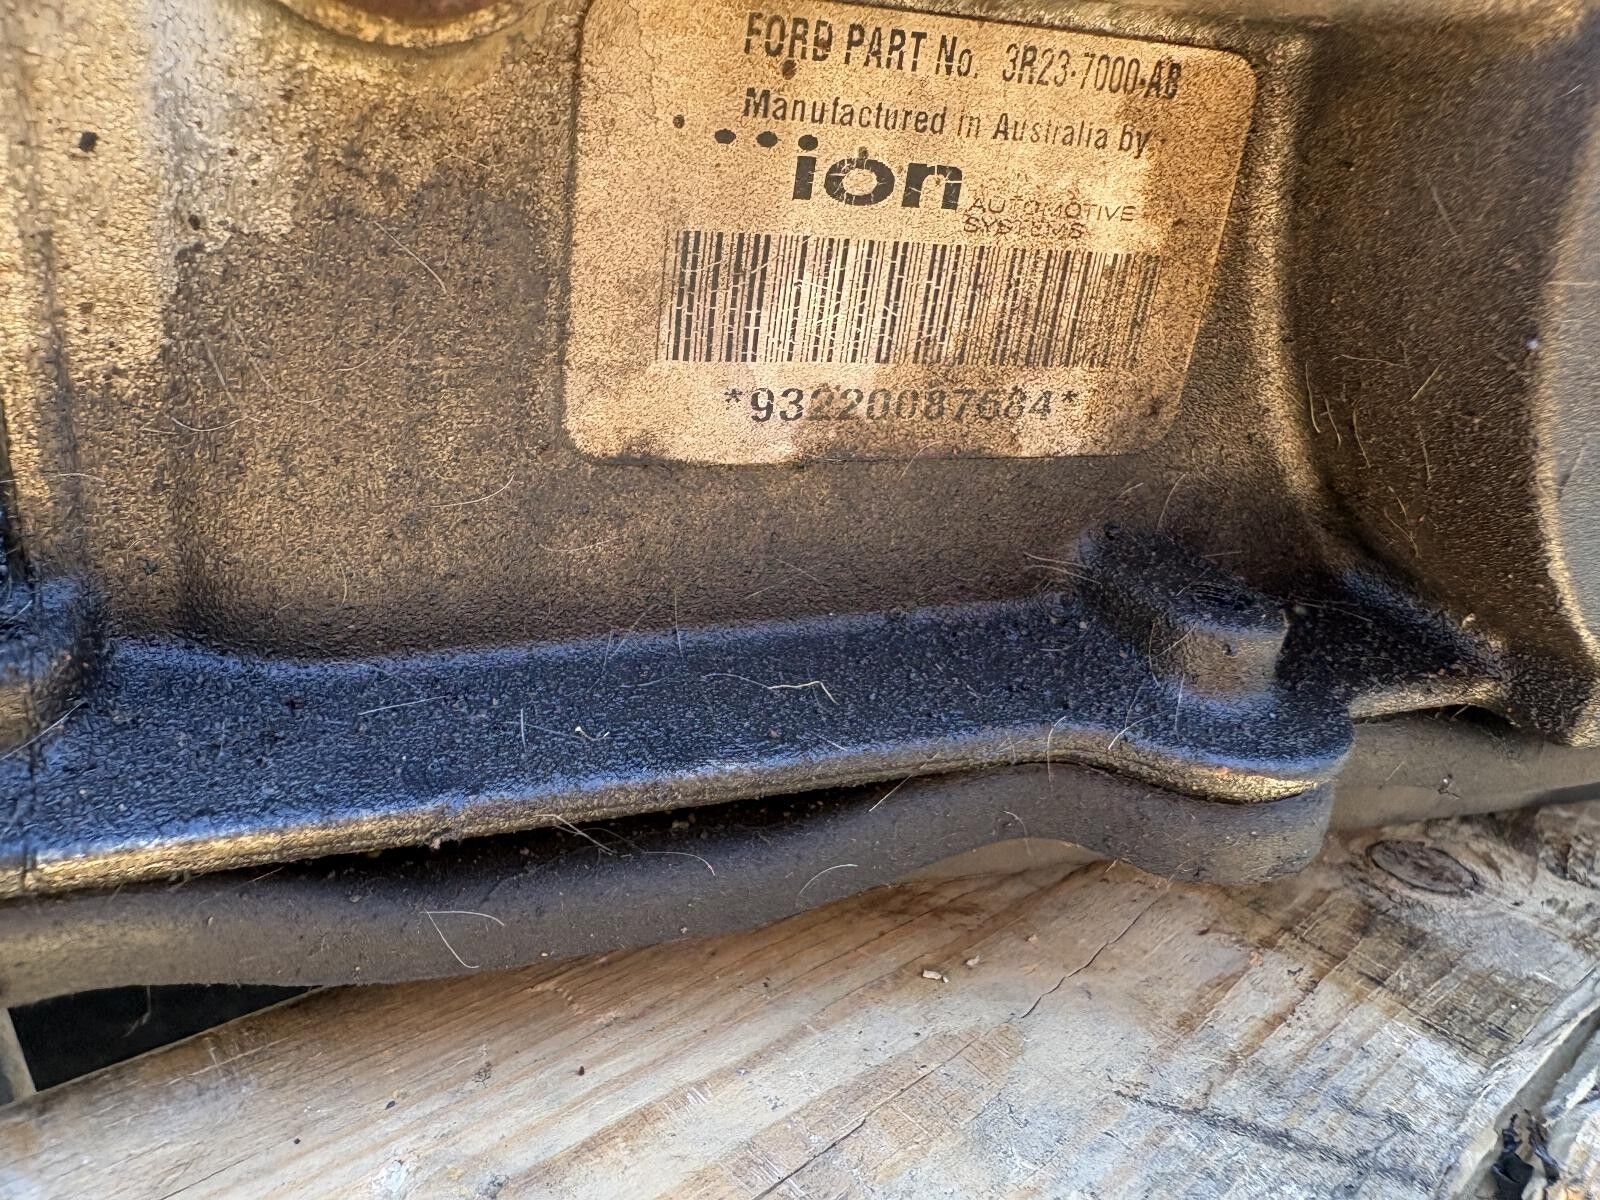 FORD PART No. 3R23-7000-AB
Manufactured in Australia by
ion
AUTOMOTIVE
SYSTEMS
*93220087684*